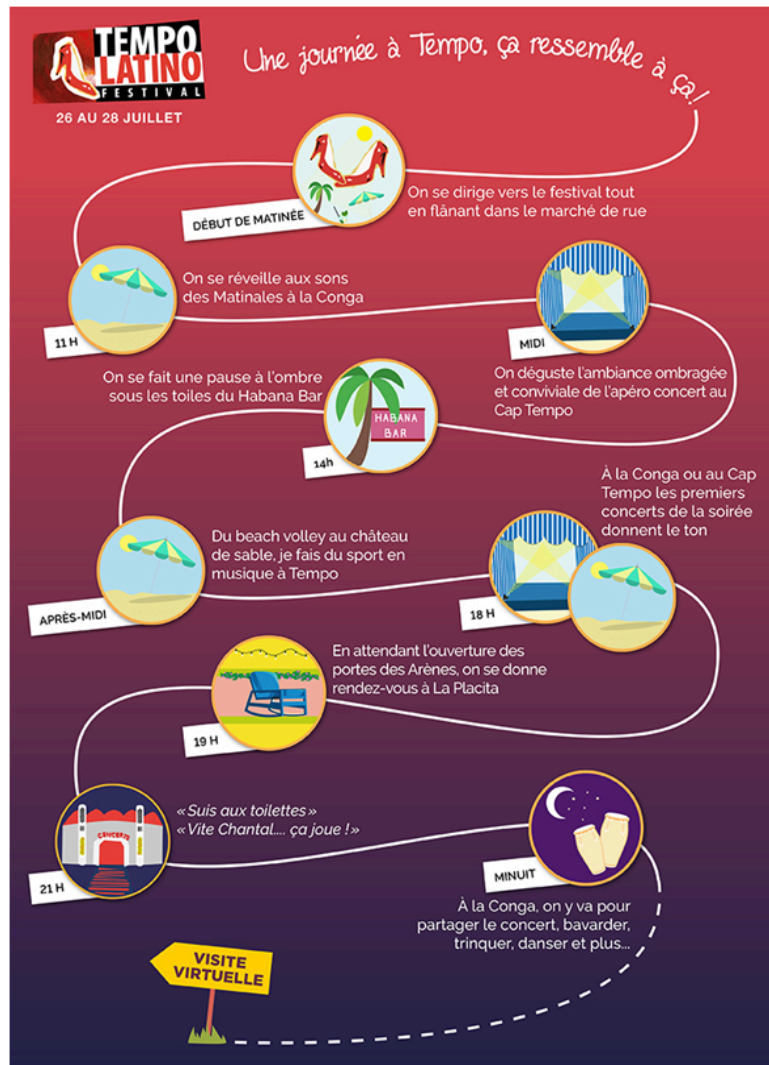 TEMPO
LATINO
FESTIVAL
26 AU 28 JUILLET
Une journée à Tempo, ça ressemble à ça!
DÉBUT DE MATINÉE
On se dirige vers le festival tout
en flânant dans le marché de rue
11 H
On se réveille aux sons
des Matinales à la Conga
MIDI
On déguste l'ambiance ombragée
et conviviale de l'apéro concert au
Cap Tempo
On se fait une pause à l'ombre
sous les toiles du Habana Bar
HABANA
BAR
14h
APRÈS-MIDI
Du beach volley au château
de sable, je fais du sport en
musique à Tempo
À la Conga ou au Cap
Tempo les premiers
concerts de la soirée
donnent le ton
18 H
19 H
En attendant l'ouverture des
portes des Arènes, on se donne
rendez-vous à La Placita
CONCERTS
21 H
« Suis aux toilettes »
« Vite Chantal.... ça joue ! »
MINUIT
À la Conga, on y va pour
partager le concert, bavarder,
trinquer, danser et plus...
VISITE
VIRTUELLE